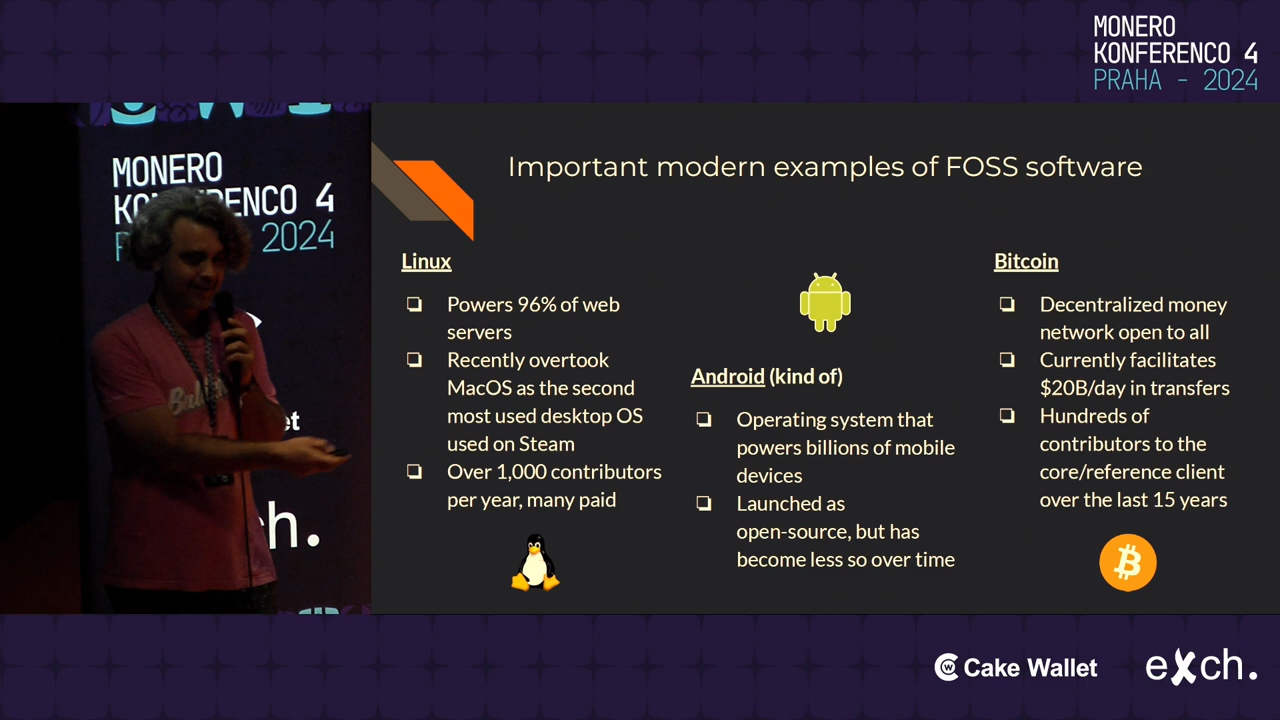 MONERO
KONFERENCO 4
PRAHA - 2024
MONERO
ENCO 4
2024
Important modern examples of FOSS software
Linux
❏ Powers 96% of web
servers
❏ Recently overtook
MacOS as the second
most used desktop OS
used on Steam
❏ Over 1,000 contributors
per year, many paid
Android (kind of)
❏ Operating system that
powers billions of mobile
devices
❏ Launched as
open-source, but has
become less so over time
Bitcoin
❏ Decentralized money
network open to all
❏ Currently facilitates
$20B/day in transfers
❏ Hundreds of
contributors to the
core/reference client
over the last 15 years
et
ch.
Cake Wallet
exch.